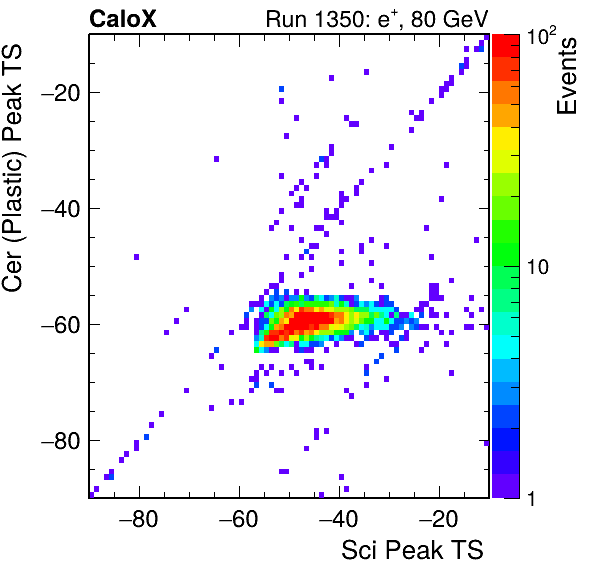 CaloX Run 1350: e⁺, 80 GeV
10²
Events
Cer (Plastic) Peak TS
−20
−40
10
−60
−80
1
−80 −60 −40 −20
Sci Peak TS